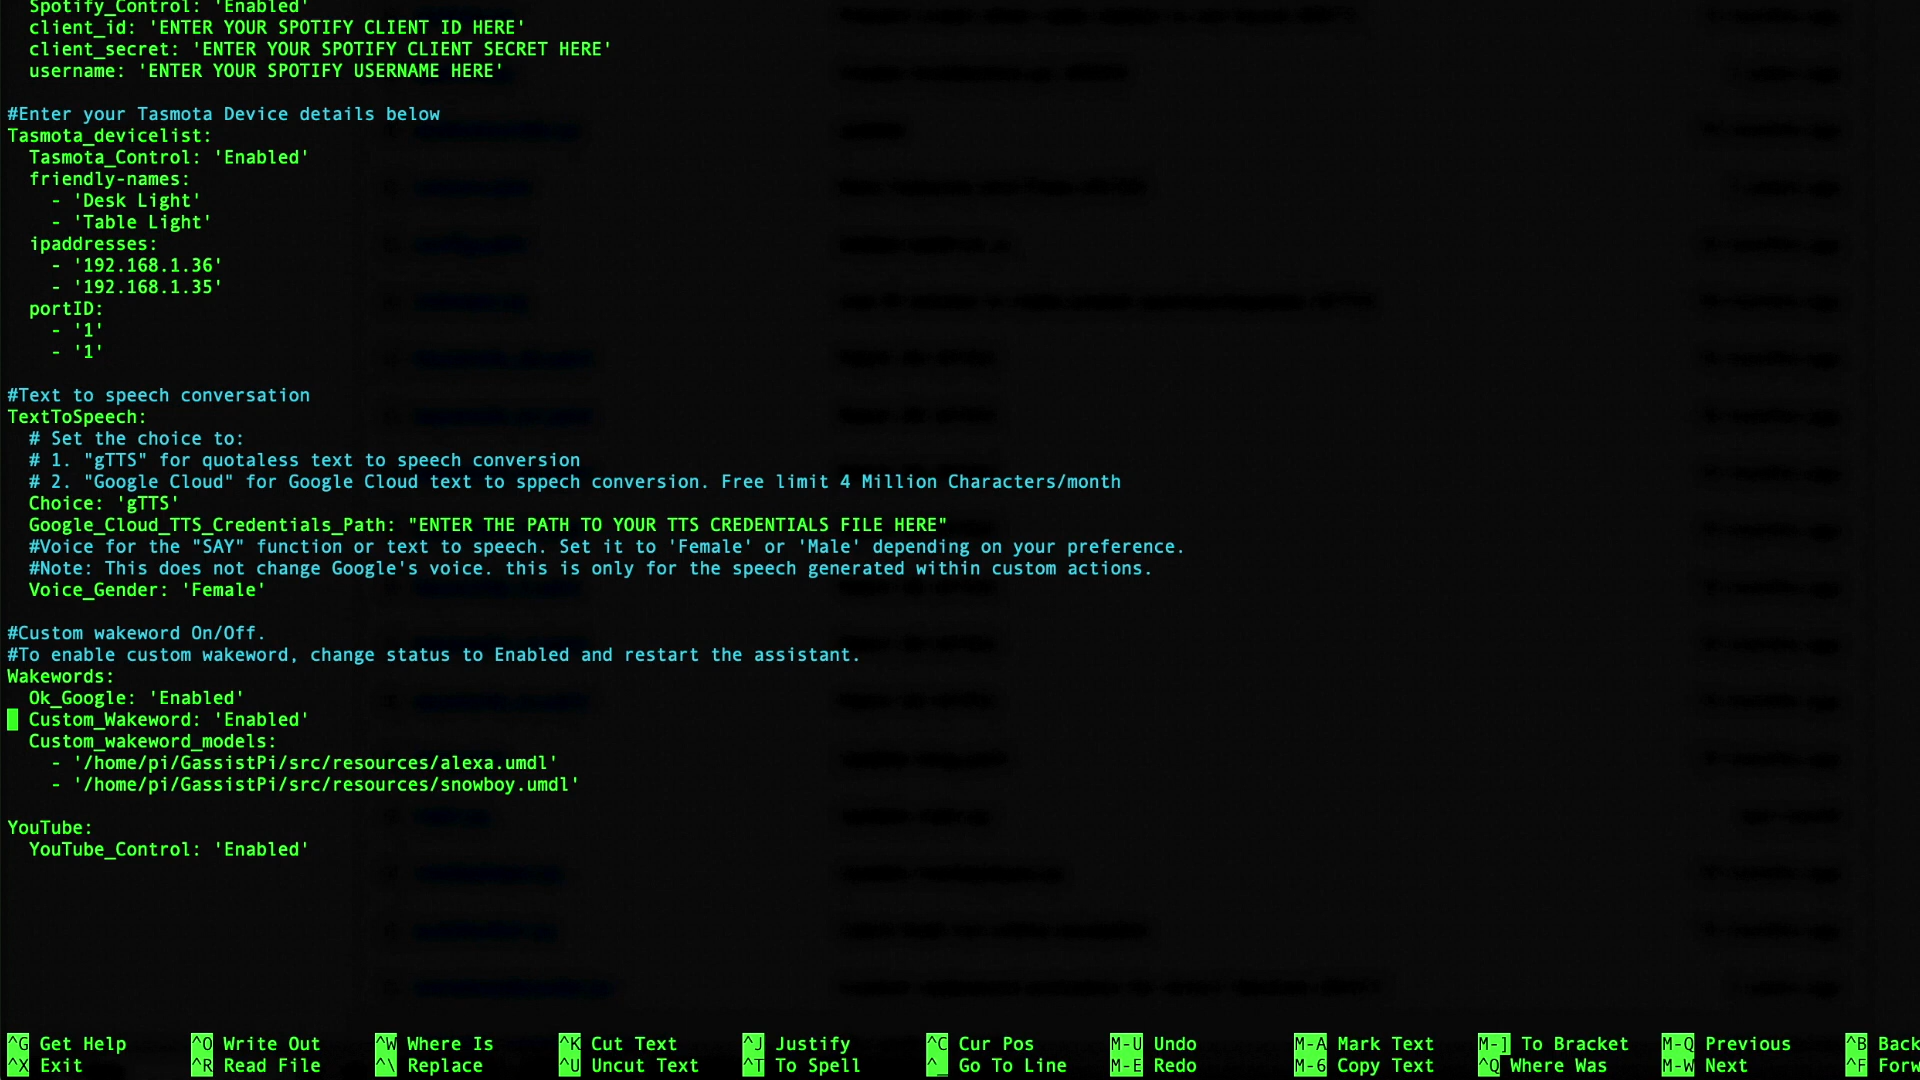 Spotify_Control: 'Enabled'
client_id: 'ENTER YOUR SPOTIFY CLIENT ID HERE'
client_secret: 'ENTER YOUR SPOTIFY CLIENT SECRET HERE'
username: 'ENTER YOUR SPOTIFY USERNAME HERE'
#Enter your Tasmota Device details below
Tasmota_devicelist:
Tasmota_Control: 'Enabled'
friendly-names:
- 'Desk Light'
- 'Table Light'
ipaddresses:
- '192.168.1.36'
- '192.168.1.35'
portID:
- '1'
- '1'
#Text to speech conversation
TextToSpeech:
# Set the choice to:
# 1. "gTTS" for quotaless text to speech conversion
# 2. "Google Cloud" for Google Cloud text to sppech conversion. Free limit 4 Million Characters/month
Choice: 'gTTS'
Google_Cloud_TTS_Credentials_Path: "ENTER THE PATH TO YOUR TTS CREDENTIALS FILE HERE"
#Voice for the "SAY" function or text to speech. Set it to 'Female' or 'Male' depending on your preference.
#Note: This does not change Google's voice. this is only for the speech generated within custom actions.
Voice_Gender: 'Female'
#Custom wakeword On/Off.
#To enable custom wakeword, change status to Enabled and restart the assistant.
Wakewords:
Ok_Google: 'Enabled'
Custom_Wakeword: 'Enabled'
Custom_wakeword_models:
- '/home/pi/GassistPi/src/resources/alexa.umdl'
- '/home/pi/GassistPi/src/resources/snowboy.umdl'
YouTube:
YouTube_Control: 'Enabled'
^G Get Help ^O Write Out ^W Where Is ^K Cut Text ^J Justify ^C Cur Pos M-U Undo M-A Mark Text M-] To Bracket M-Q Previous ^B Back
^X Exit ^R Read File ^\ Replace ^U Uncut Text ^T To Spell ^_ Go To Line M-E Redo M-6 Copy Text ^Q Where Was M-W Next ^F Forw